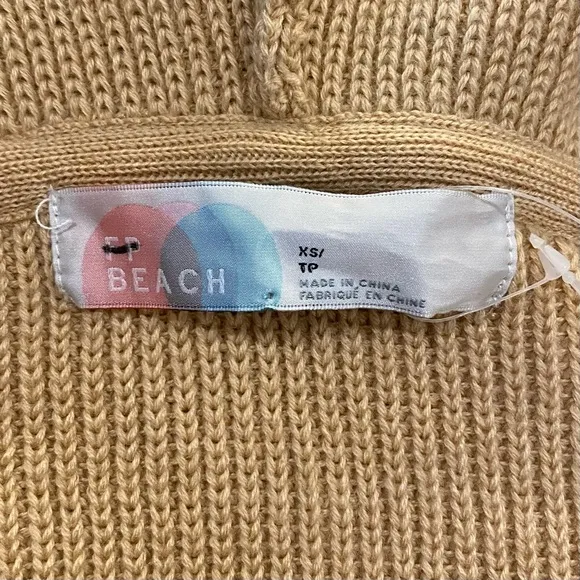 FP
BEACH
XS/
TP
MADE IN CHINA
FABRIQUÉ EN CHINE